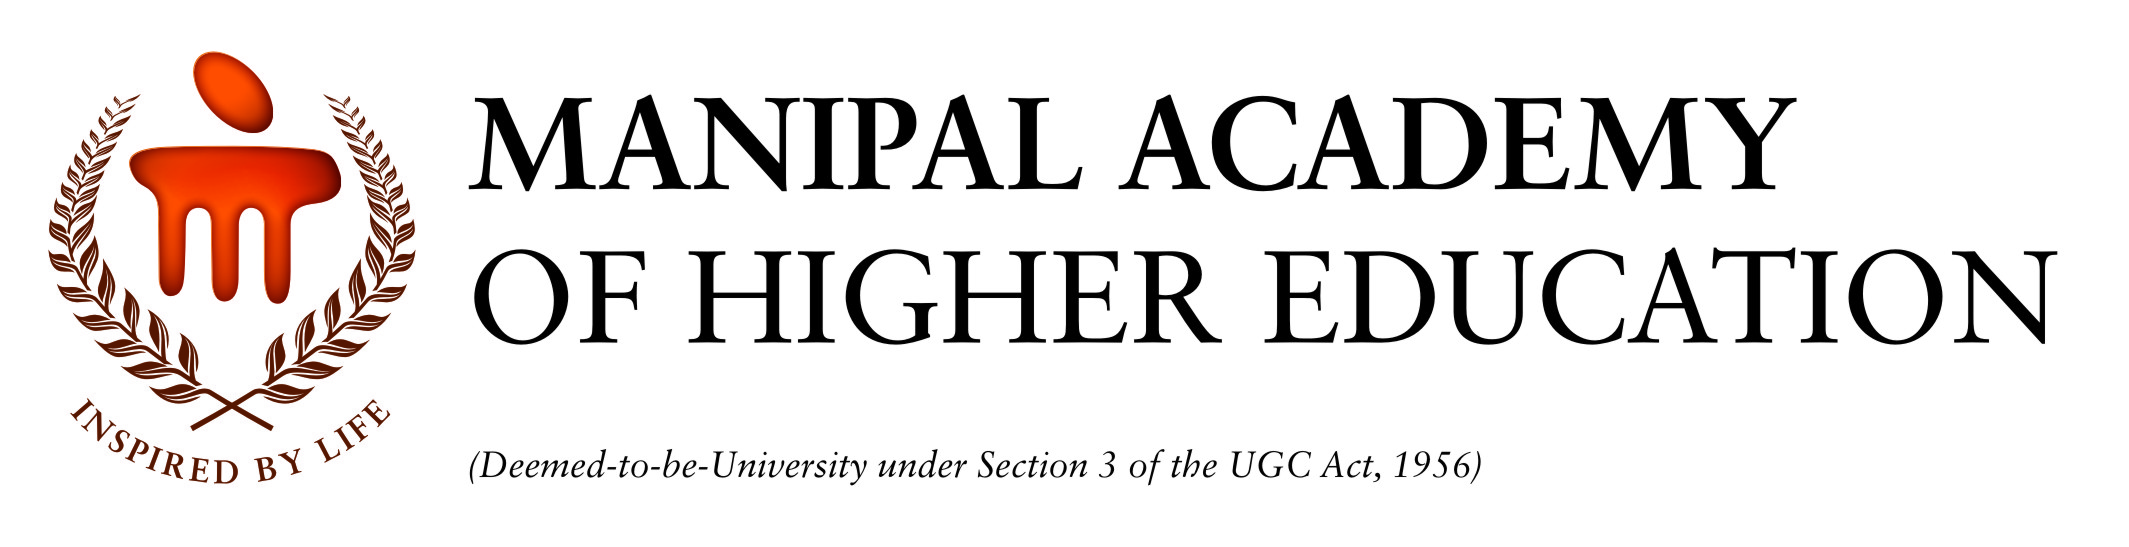 INSPIRED BY LIFE
MANIPAL ACADEMY
OF HIGHER EDUCATION
(Deemed-to-be-University under Section 3 of the UGC Act, 1956)